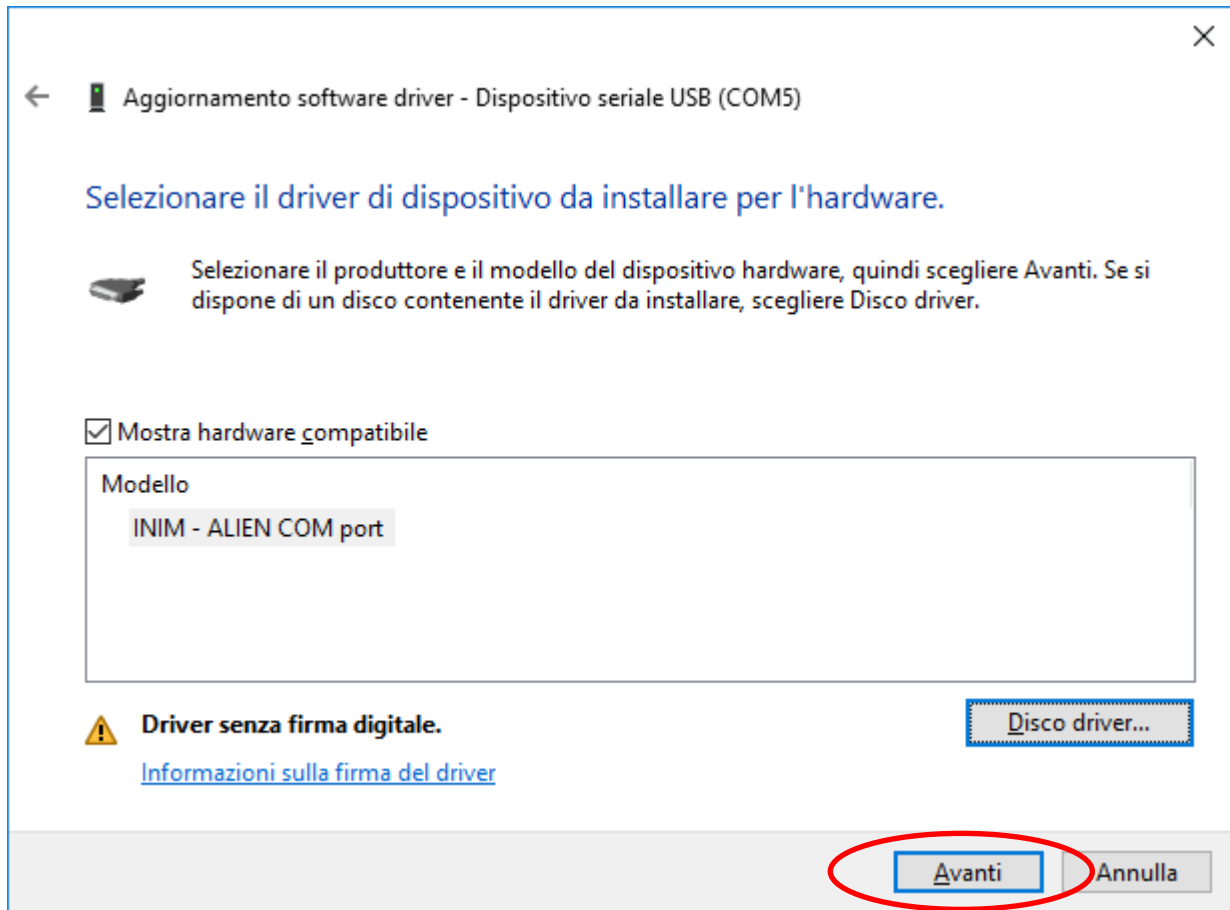 Aggiornamento software driver - Dispositivo seriale USB (COM5)
Selezionare il driver di dispositivo da installare per l'hardware.
Selezionare il produttore e il modello del dispositivo hardware, quindi scegliere Avanti. Se si
dispone di un disco contenente il driver da installare, scegliere Disco driver.
Mostra hardware compatibile
Modello
INIM - ALIEN COM port
Driver senza firma digitale.
Disco driver...
Informazioni sulla firma del driver
Avanti
Annulla